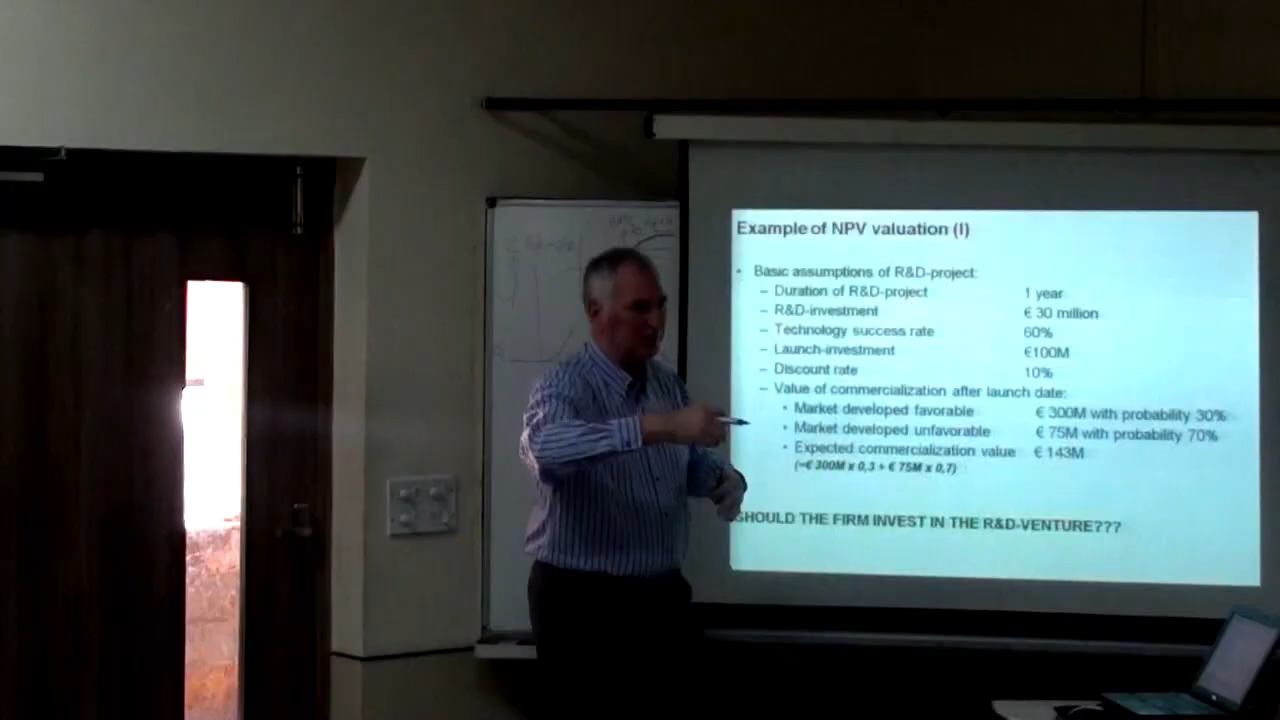 Example of NPV valuation (I)
• Basic assumptions of R&D-project:
– Duration of R&D-project 1 year
– R&D-investment € 30 million
– Technology success rate 60%
– Launch-investment €100M
– Discount rate 10%
– Value of commercialization after launch date:
• Market developed favorable € 300M with probability 30%
• Market developed unfavorable € 75M with probability 70%
• Expected commercialization value € 143M
(=€ 300M x 0,3 + € 75M x 0,7)
SHOULD THE FIRM INVEST IN THE R&D-VENTURE???